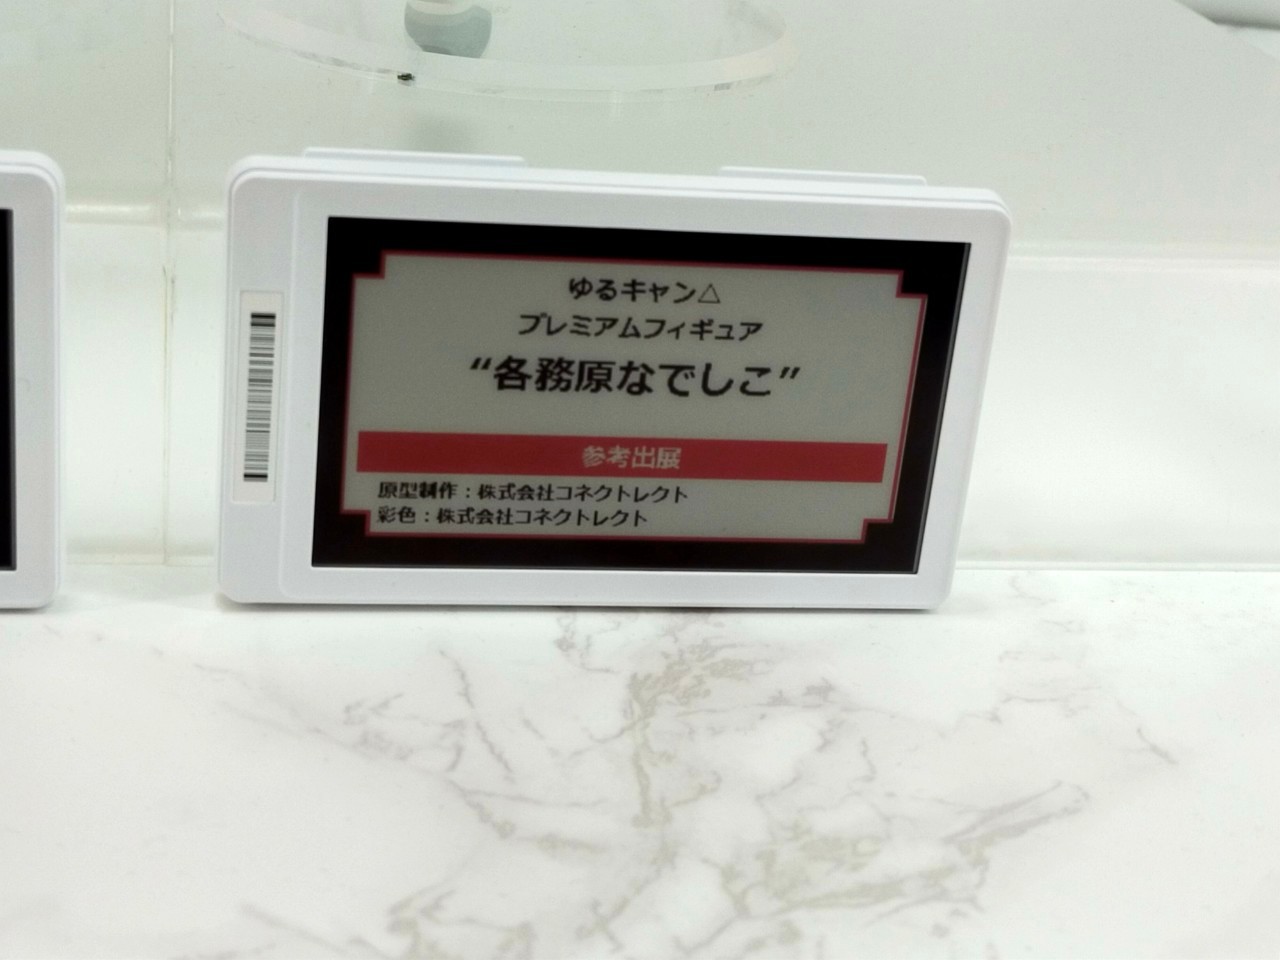 ゆるキャン△
プレミアムフィギュア
“各務原なでしこ”
参考出展
原型制作：株式会社コネクトレクト
彩色：株式会社コネクトレクト